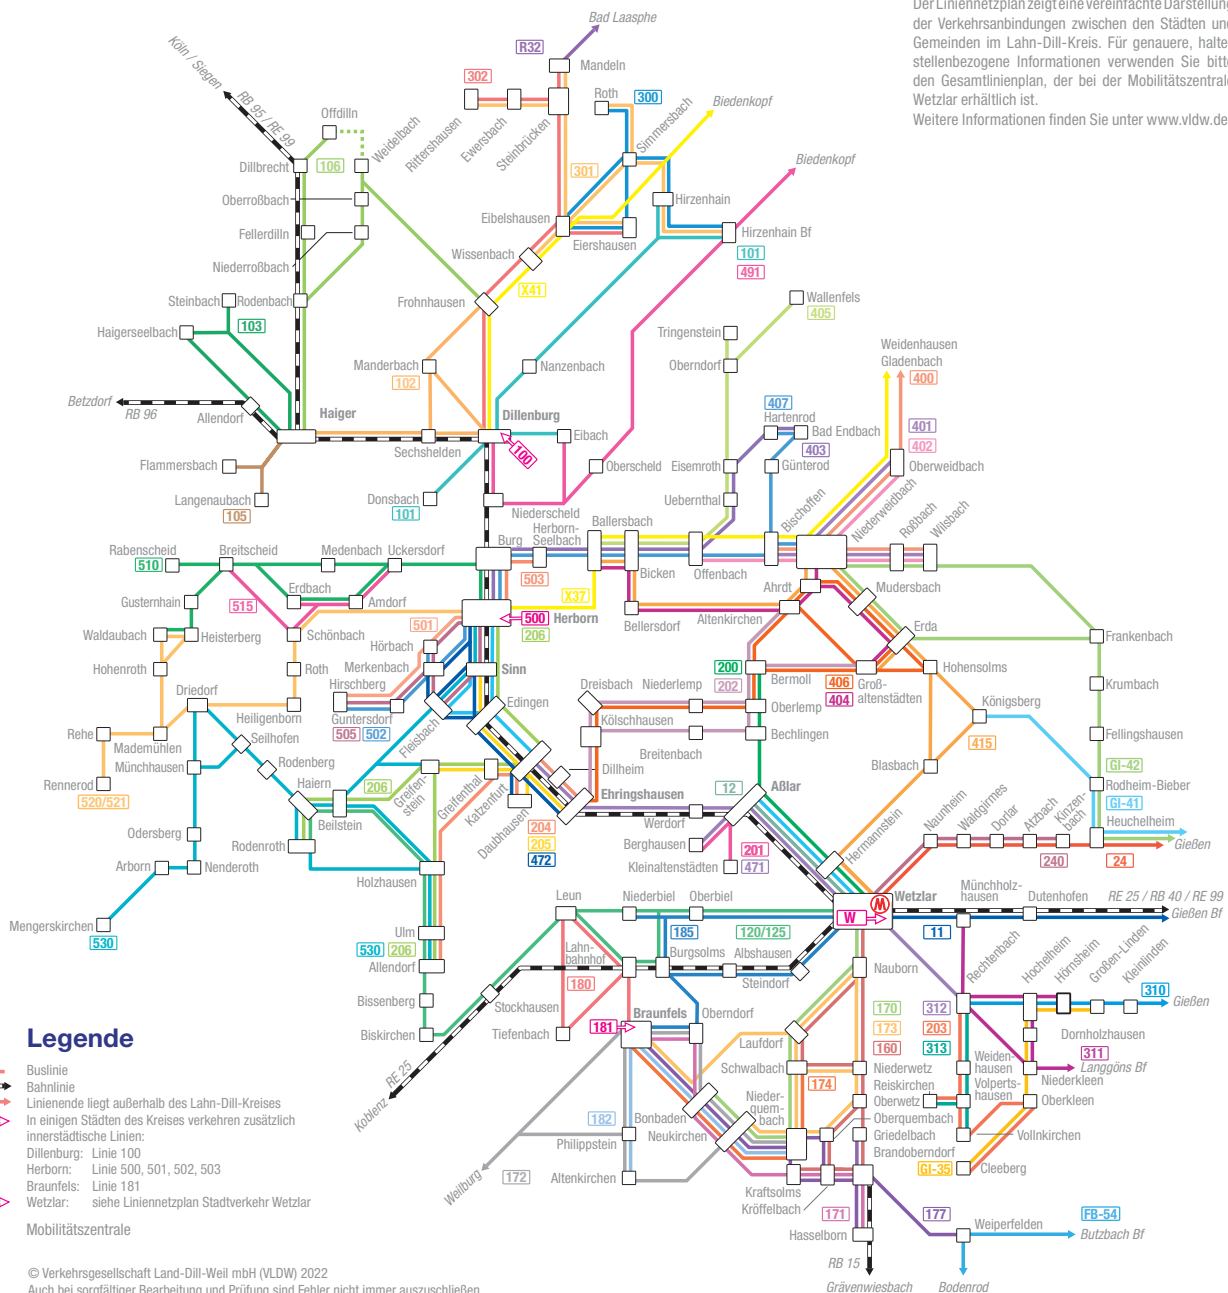 Der Liniennetzplan zeigt eine vereinfachte Darstellung
der Verkehrsanbindungen zwischen den Städten und
Gemeinden im Lahn-Dill-Kreis. Für genauere, halte-
stellenbezogene Informationen verwenden Sie bitte
den Gesamtlinienplan, der bei der Mobilitätszentrale
Wetzlar erhältlich ist.
Weitere Informationen finden Sie unter www.vldw.de
Bad Laasphe
R32
Mandeln
Köln / Siegen
RB 95 / RE 99
302
Roth
300
Biedenkopf
Offdilln
Weidelbach
Rittershausen
Ewersbach
Steinbrücken
Simmersbach
Dillbrecht
106
301
Biedenkopf
Oberroßbach
Hirzenhain
Fellerdilln
Eibelshausen
Eiershausen
Hirzenhain Bf
101
491
Niederroßbach
Wissenbach
X41
Steinbach
Rodenbach
Frohnhausen
Wallenfels
405
103
Haigerseelbach
Tringenstein
Weidenhausen
Gladenbach
400
Manderbach
102
Nanzenbach
Oberndorf
Betzdorf
RB 96
Allendorf
Haiger
Dillenburg
407
Hartenrod
Bad Endbach
401
402
403
100
Sechshelden
Eibach
Flammersbach
Oberscheld
Eisemroth
Günterod
Oberweidbach
Langenaubach
105
Donsbach
101
Niederscheld
Uebernthal
Bischoffen
Niederweidbach
Roßbach
Wilsbach
Burg
Herborn-
Seelbach
Ballersbach
Rabenscheid
510
Breitscheid
Medenbach
Uckersdorf
503
Bicken
Offenbach
Erdbach
Amdorf
X37
Ahrdt
Mudersbach
Gusternhain
515
500
Herborn
206
Bellersdorf
Altenkirchen
Waldaubach
Heisterberg
Schönbach
501
Hörbach
Erda
Frankenbach
Hohenroth
Roth
Merkenbach
Sinn
200
202
Bermoll
406
404
Groß-
altenstädten
Hohensolms
Driedorf
Hirschberg
Edingen
Dreisbach
Niederlemp
Krumbach
Heiligenborn
Guntersdorf
505
502
Fleisbach
Kölschhausen
Oberlemp
Königsberg
Rehe
Mademühlen
Seilhofen
Breitenbach
Bechlingen
415
Fellingshausen
Münchhausen
Rodenberg
Dillheim
Blasbach
GI-42
Rennerod
520/521
Haiern
206
Greifen-
stein
Greifenthal
Katzenfurt
Daubhausen
Ehringshausen
12
Aßlar
Rodheim-Bieber
GI-41
Heuchelheim
Beilstein
Werdorf
Naunheim
Waldgirmes
Dorlar
Atzbach
Kinzen-
bach
Odersberg
204
205
472
Hermannstein
Rodenroth
Berghausen
201
471
Kleinaltenstädten
240
24
Gießen
Arborn
Nenderoth
Holzhausen
Leun
Niederbiel
Oberbiel
Wetzlar
W
Münchholz-
hausen
Dutenhofen
RE 25 / RB 40 / RE 99
Gießen Bf
Mengerskirchen
530
Ulm
530
206
Allendorf
185
120/125
11
Lahn-
bahnhof
Burgsolms
Albshausen
Steindorf
Nauborn
Rechtenbach
Hochelheim
Hörnsheim
Großen-Linden
Kleinlinden
Bissenberg
Stockhausen
180
310
Gießen
Biskirchen
Tiefenbach
181
Braunfels
Oberndorf
170
173
160
312
203
313
Dornholzhausen
311
Langgöns Bf
Laufdorf
Schwalbach
174
Niederwetz
Weiden-
hausen
Niederkleen
RE 25
Koblenz
Bonbaden
Nieder-
quem-
bach
Reiskirchen
Oberwetz
Volperts-
hausen
Oberkleen
182
Philippstein
Neukirchen
Oberquembach
Griedelbach
Vollnkirchen
Weilburg
172
Altenkirchen
Brandoberndorf
GI-35
Cleeberg
Kraftsolms
Kröffelbach
171
177
FB-54
Hasselborn
Weiperfelden
Butzbach Bf
RB 15
Grävenwiesbach
Bodenrod
Legende
Buslinie
Bahnlinie
Linienende liegt außerhalb des Lahn-Dill-Kreises
In einigen Städten des Kreises verkehren zusätzlich
innerstädtische Linien:
Dillenburg: Linie 100
Herborn: Linie 500, 501, 502, 503
Braunfels: Linie 181
Wetzlar: siehe Liniennetzplan Stadtverkehr Wetzlar
Mobilitätszentrale
© Verkehrsgesellschaft Land-Dill-Weil mbH (VLDW) 2022
Auch bei sorgfältiger Bearbeitung und Prüfung sind Fehler nicht immer auszuschließen